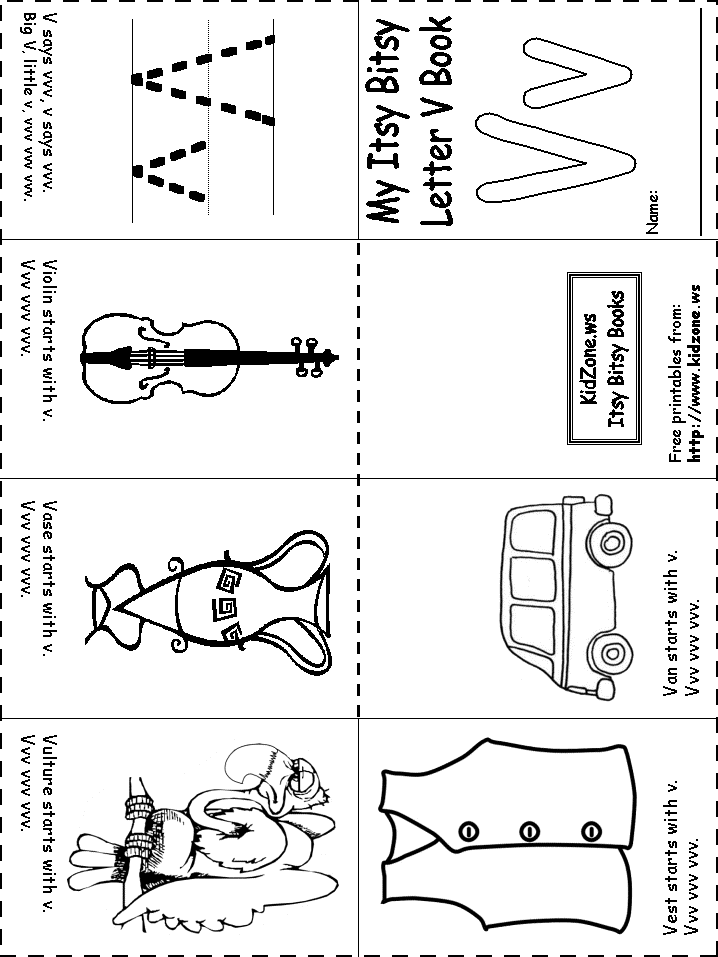 My Itsy Bitsy
Letter V Book
Vv
Name:
V says vvv, v says vvv.
Big V, little v, vvv vvv vvv.
Vv
Violin starts with v.
Vvv vvv vvv.
Vase starts with v.
Vvv vvv vvv.
Vulture starts with v.
Vvv vvv vvv.
Vest starts with v.
Vvv vvv vvv.
Van starts with v.
Vvv vvv vvv.
KidZone.ws
Itsy Bitsy Books
Free printables from:
http://www.kidzone.ws